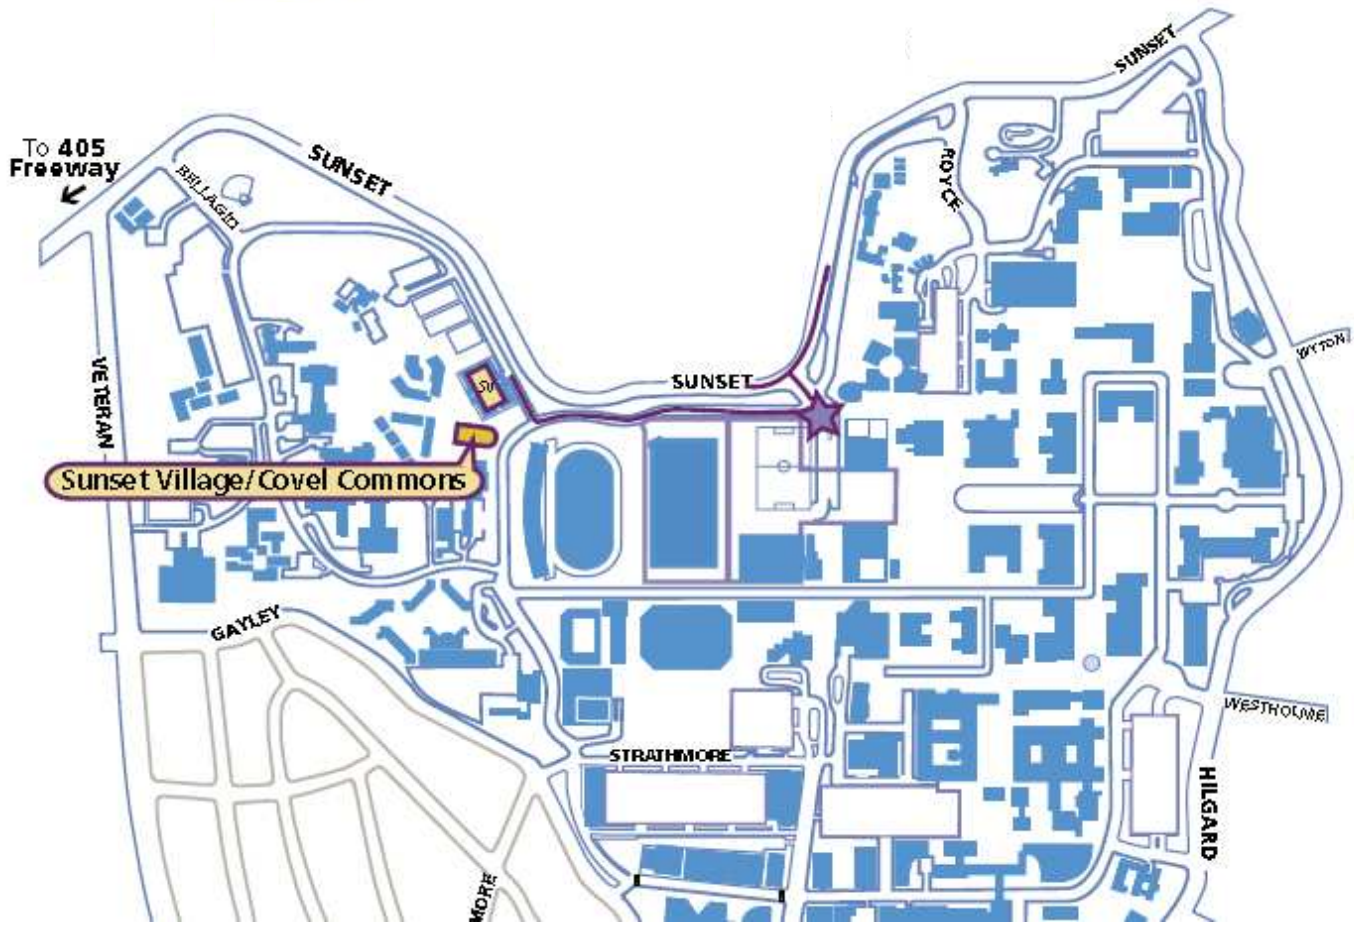 SUNSET
To 405
Freeway
SUNSET
BELLAGIO
ROYCE
WYTON
VETERAN
SUNSET
SV
Sunset Village/Covel Commons
GAYLEY
WESTHOLME
STRATHMORE
HILGARD
MORE